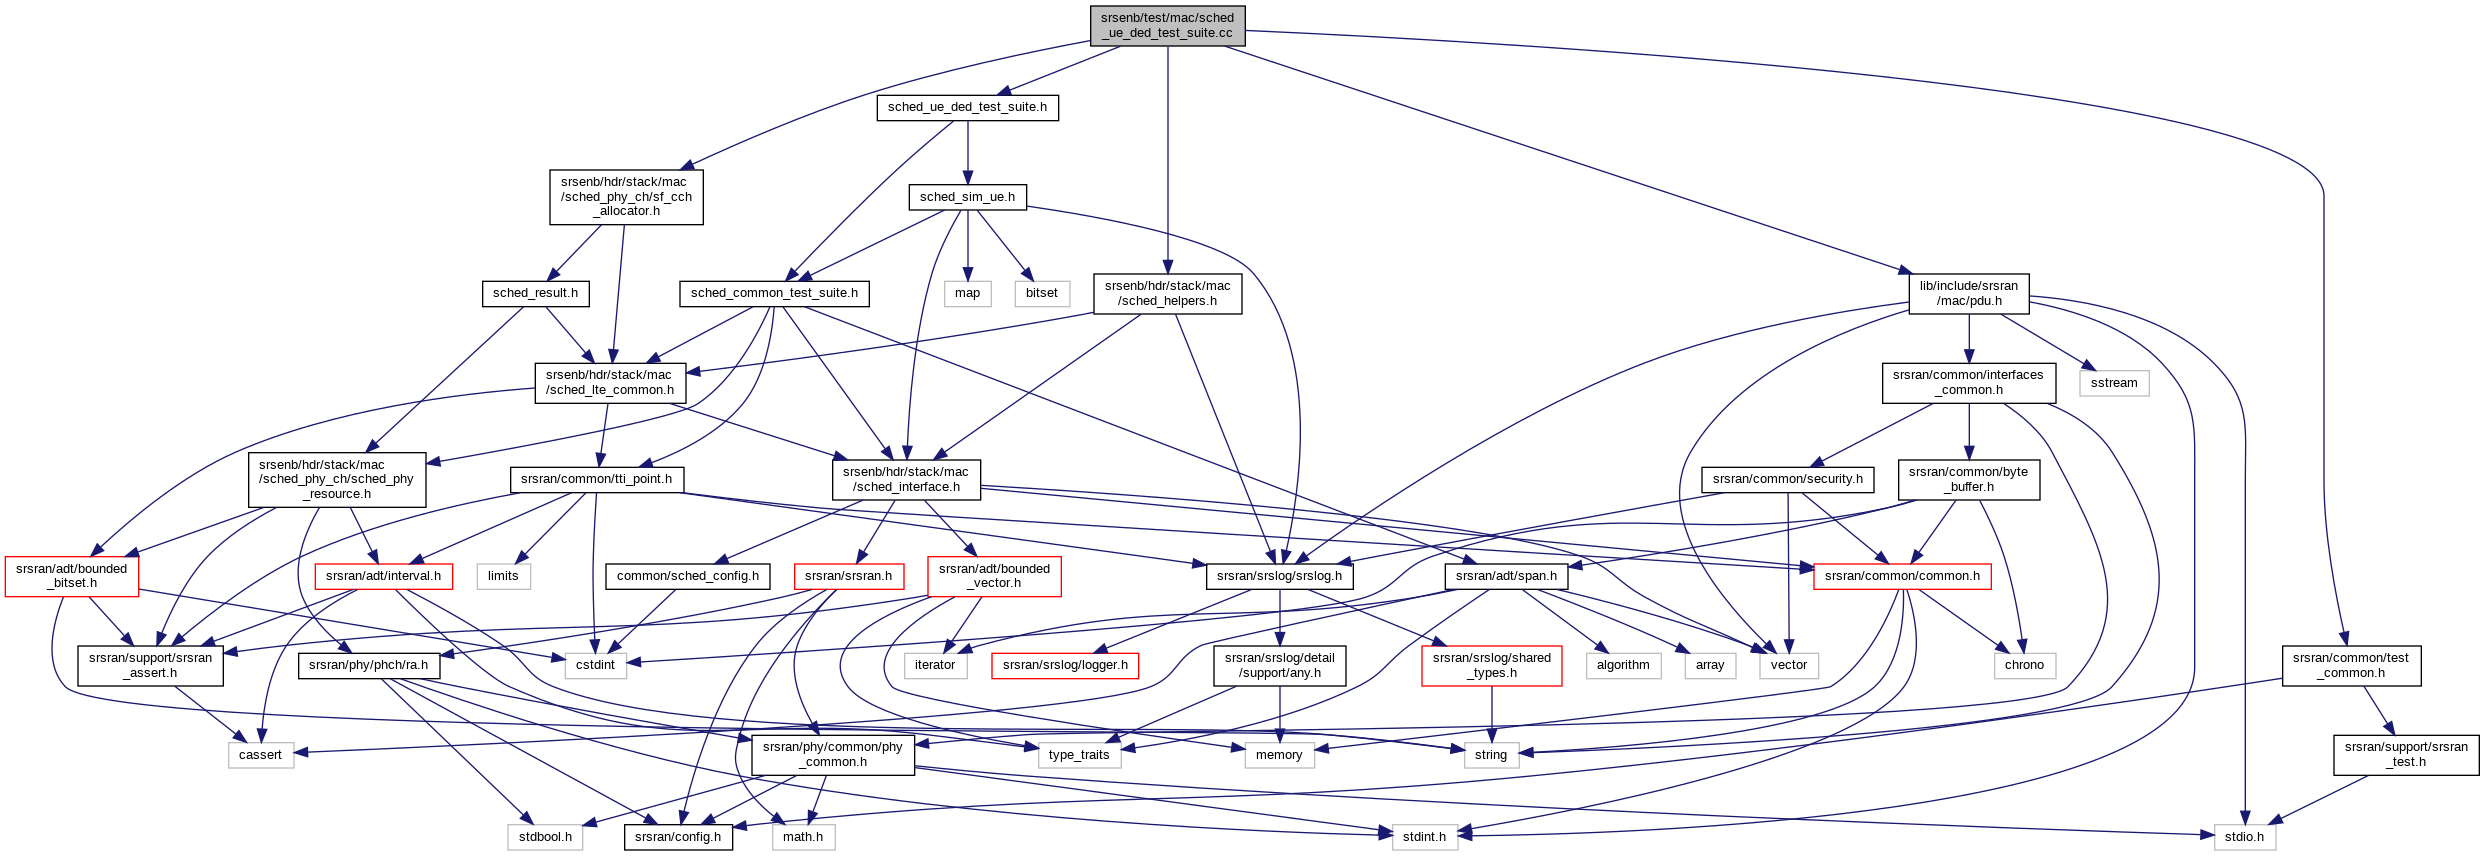 srsenb/test/mac/sched
_ue_ded_test_suite.cc
sched_ue_ded_test_suite.h
srsenb/hdr/stack/mac
/sched_phy_ch/sf_cch
_allocator.h
sched_sim_ue.h
sched_result.h
sched_common_test_suite.h
map
bitset
srsenb/hdr/stack/mac
/sched_helpers.h
lib/include/srsran
/mac/pdu.h
srsenb/hdr/stack/mac
/sched_lte_common.h
srsran/common/interfaces
_common.h
sstream
srsenb/hdr/stack/mac
/sched_phy_ch/sched_phy
_resource.h
srsran/common/tti_point.h
srsenb/hdr/stack/mac
/sched_interface.h
srsran/common/security.h
srsran/common/byte
_buffer.h
srsran/adt/bounded
_bitset.h
srsran/adt/interval.h
limits
common/sched_config.h
srsran/srsran.h
srsran/adt/bounded
_vector.h
srsran/srslog/srslog.h
srsran/adt/span.h
srsran/common/common.h
srsran/support/srsran
_assert.h
srsran/phy/phch/ra.h
cstdint
iterator
srsran/srslog/logger.h
srsran/srslog/detail
/support/any.h
srsran/srslog/shared
_types.h
algorithm
array
vector
chrono
srsran/common/test
_common.h
cassert
srsran/phy/common/phy
_common.h
type_traits
memory
string
srsran/support/srsran
_test.h
stdbool.h
srsran/config.h
math.h
stdint.h
stdio.h